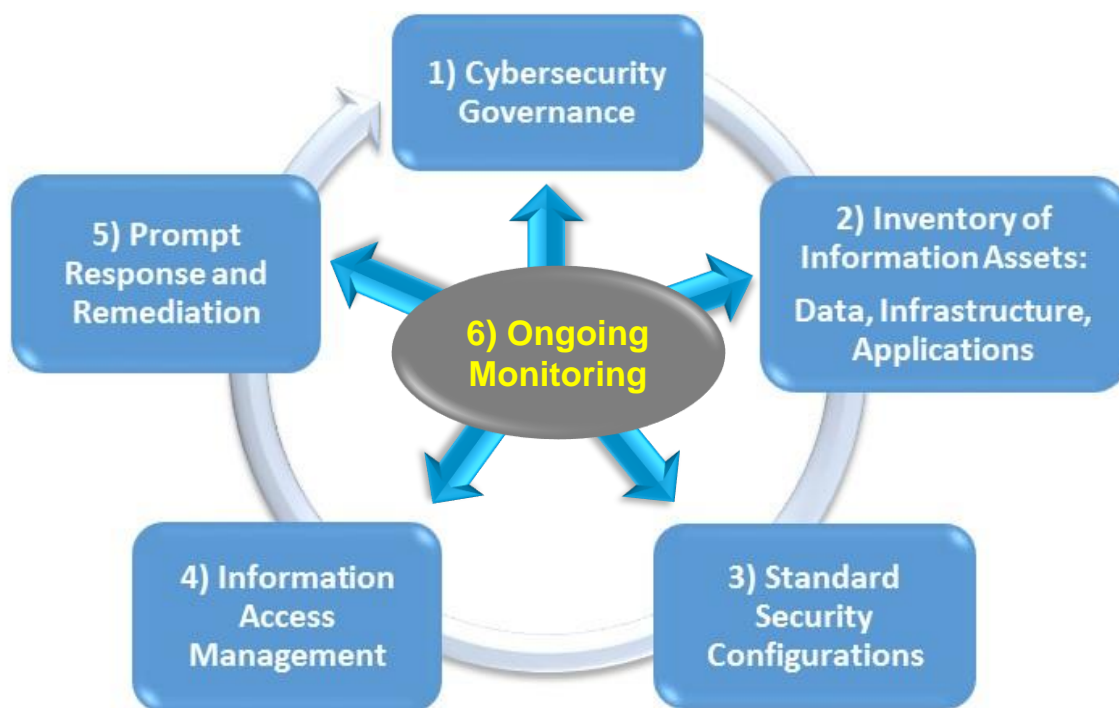 1) Cybersecurity
Governance
2) Inventory of
Information Assets:
Data, Infrastructure,
Applications
3) Standard
Security
Configurations
4) Information
Access
Management
5) Prompt
Response and
Remediation
6) Ongoing
Monitoring